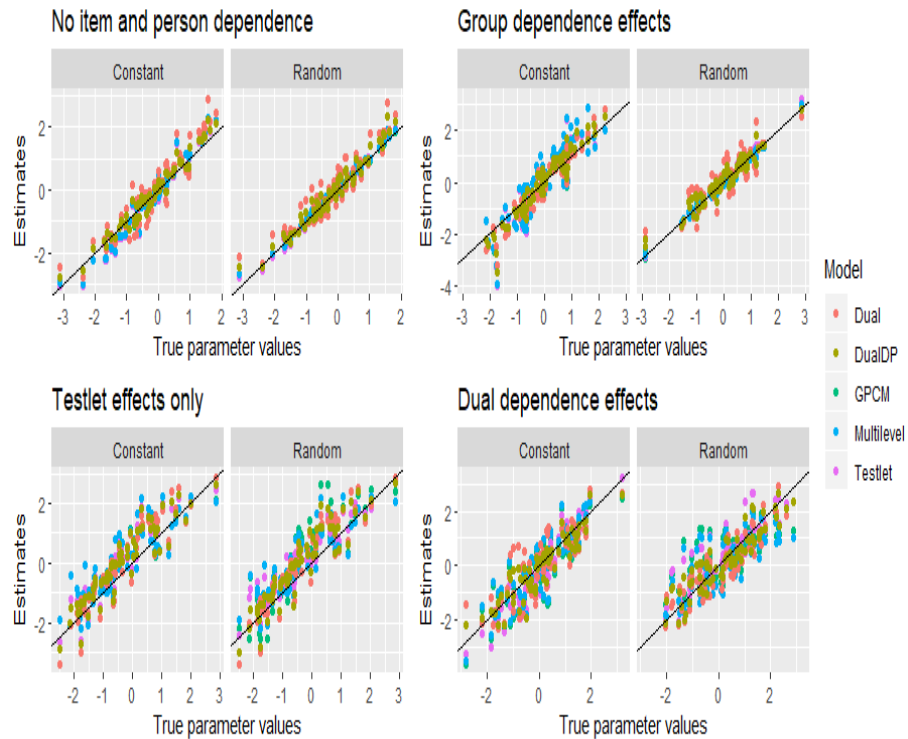 No item and person dependence
Constant
Random
Estimates
2
0
-2
-3 -2 -1 0 1 2
-3 -2 -1 0 1 2
True parameter values
Group dependence effects
Constant
Random
Estimates
2
0
-2
-4
-3 -2 -1 0 1 2 3
-3 -2 -1 0 1 2 3
True parameter values
Testlet effects only
Constant
Random
Estimates
2
0
-2
-2 -1 0 1 2 3
-2 -1 0 1 2 3
True parameter values
Dual dependence effects
Constant
Random
Estimates
2
0
-2
-2 0 2
-2 0 2
True parameter values
Model
Dual
DualDP
GPCM
Multilevel
Testlet